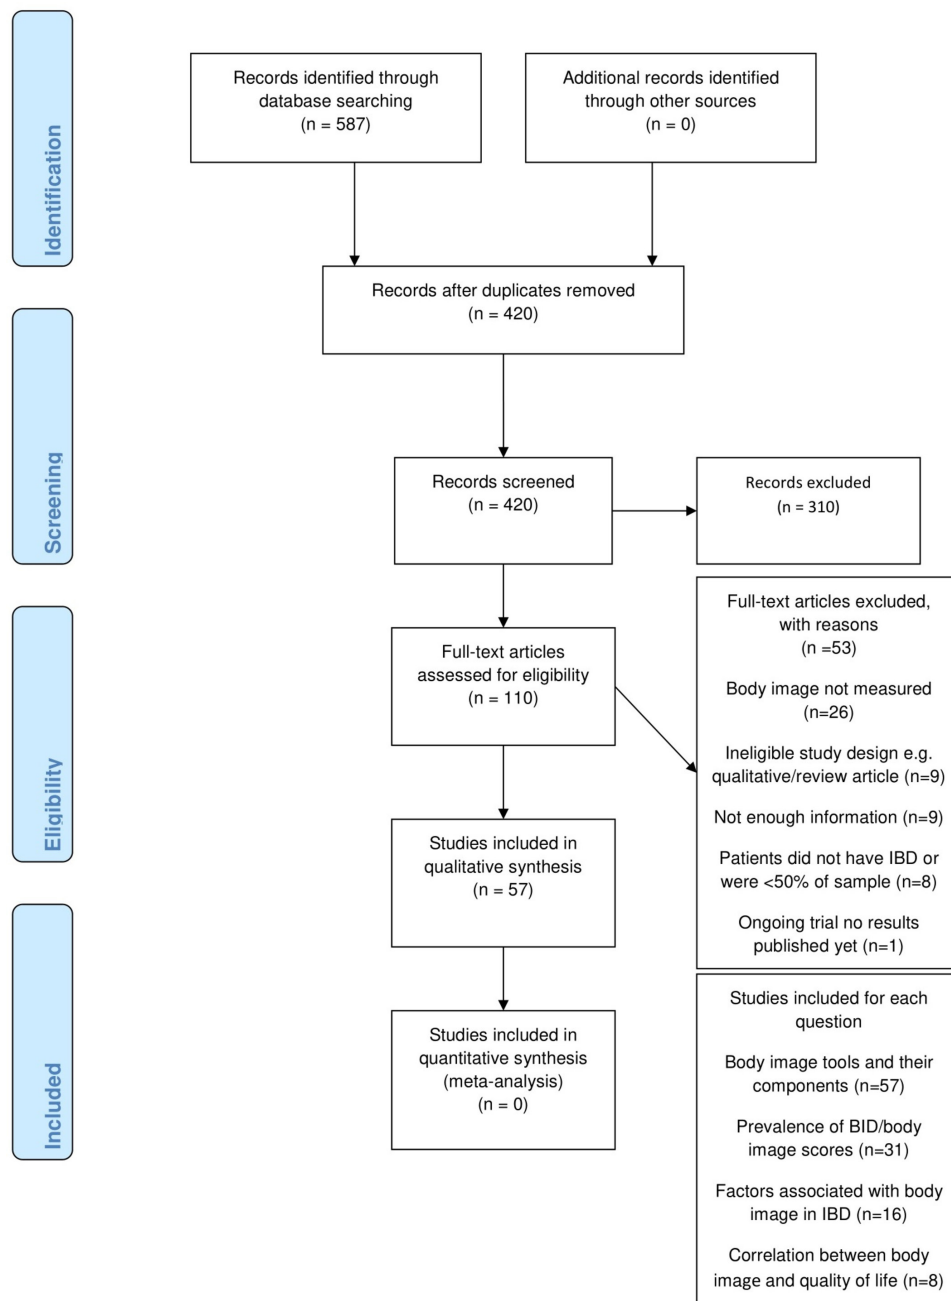 Identification
Records identified through
database searching
(n = 587)
Additional records identified
through other sources
(n = 0)
Records after duplicates removed
(n = 420)
Screening
Records screened
(n = 420)
Records excluded
(n = 310)
Eligibility
Full-text articles
assessed for eligibility
(n = 110)
Full-text articles excluded,
with reasons
(n =53)
Body image not measured
(n=26)
Ineligible study design e.g.
qualitative/review article (n=9)
Not enough information (n=9)
Patients did not have IBD or
were <50% of sample (n=8)
Ongoing trial no results
published yet (n=1)
Studies included in
qualitative synthesis
(n = 57)
Included
Studies included in
quantitative synthesis
(meta-analysis)
(n = 0)
Studies included for each
question
Body image tools and their
components (n=57)
Prevalence of BID/body
image scores (n=31)
Factors associated with body
image in IBD (n=16)
Correlation between body
image and quality of life (n=8)